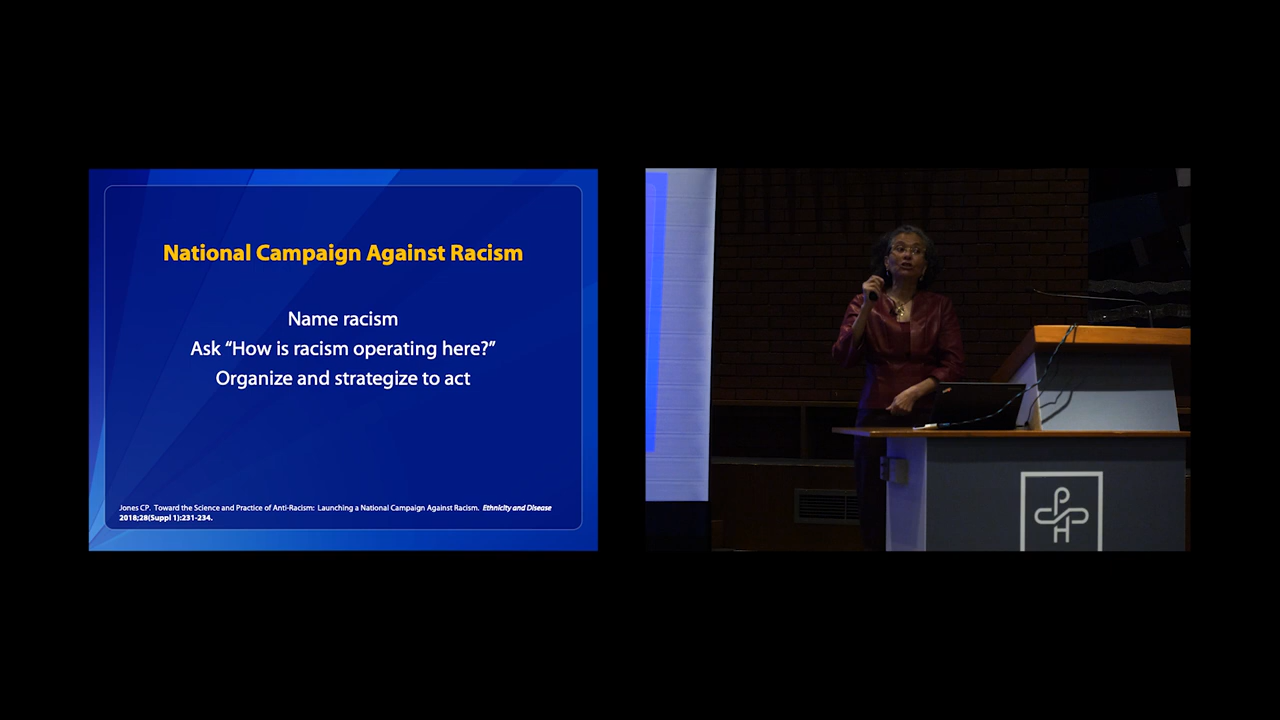 National Campaign Against Racism
Name racism
Ask “How is racism operating here?”
Organize and strategize to act
Jones CP. Toward the Science and Practice of Anti-Racism: Launching a National Campaign Against Racism. Ethnicity and Disease
2018;28(Suppl 1):231-234.
P
H